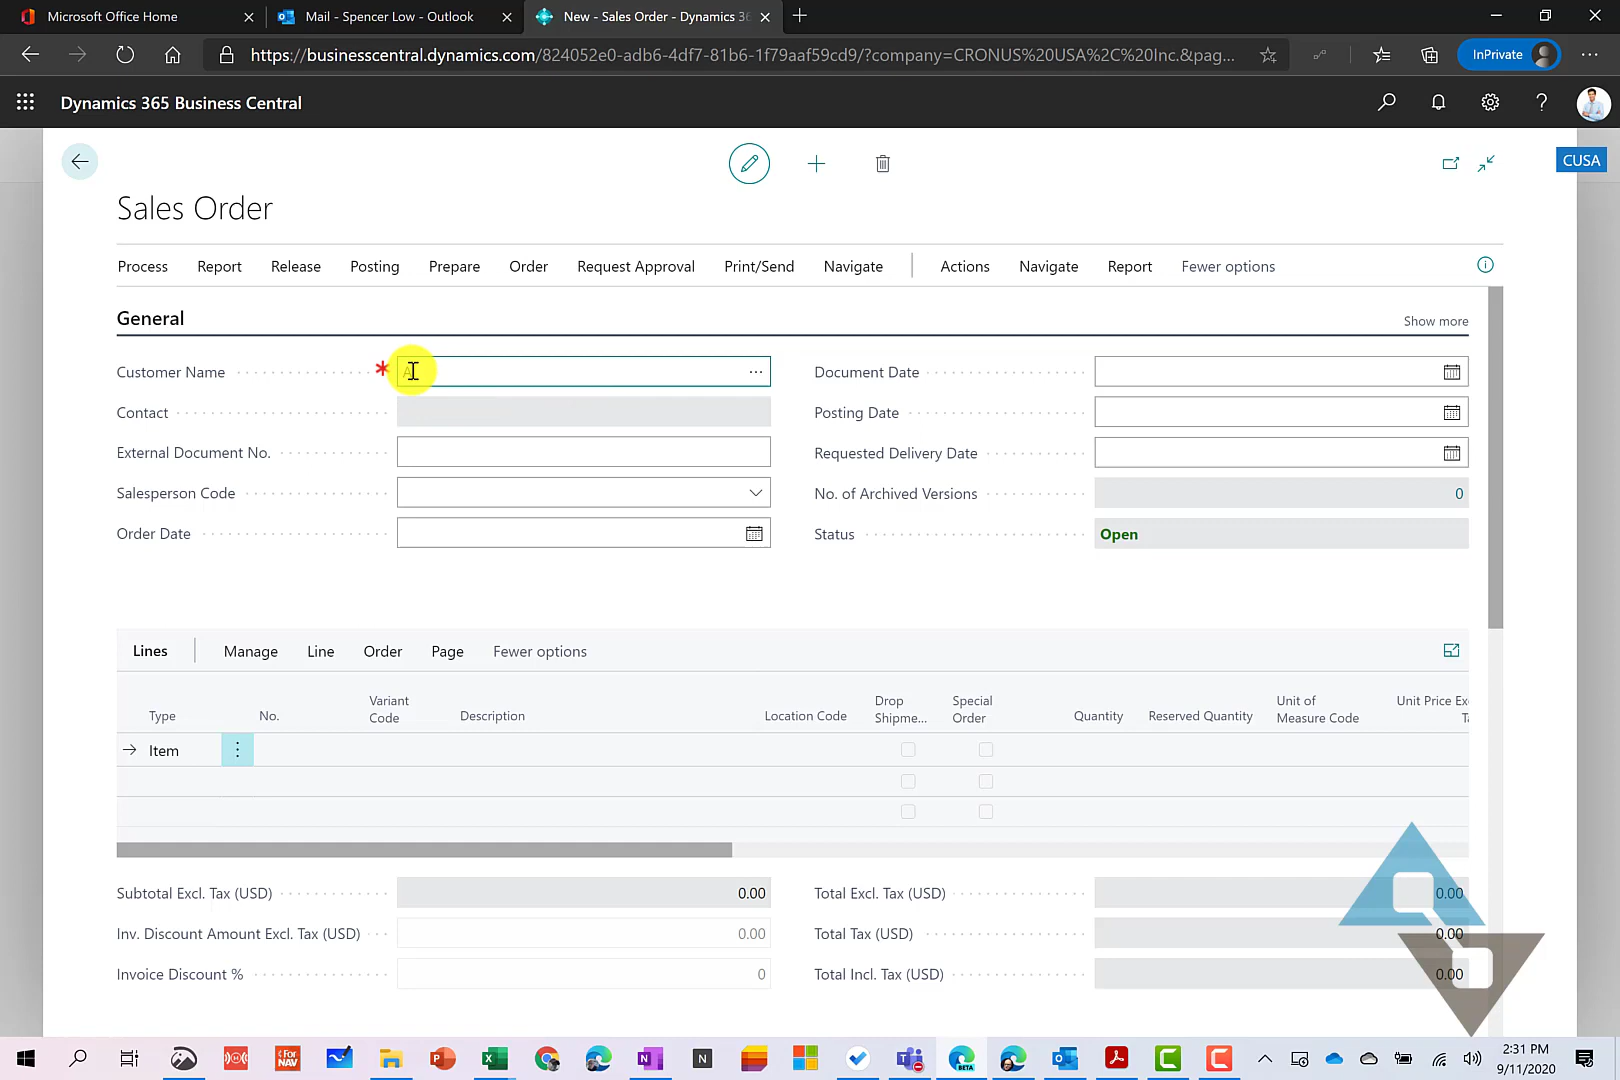 Microsoft Office Home
Mail - Spencer Low - Outlook
New - Sales Order - Dynamics 36
https://businesscentral.dynamics.com/824052e0-adb6-4df7-81b6-1f79aaf59cd9/?company=CRONUS%20USA%2C%20Inc.&pag...
InPrivate
Dynamics 365 Business Central
CUSA
Sales Order
Process Report Release Posting Prepare Order Request Approval Print/Send Navigate Actions Navigate Report Fewer options
General
Show more
Customer Name
* A
Document Date
Contact
Posting Date
External Document No.
Requested Delivery Date
Salesperson Code
No. of Archived Versions 0
Order Date
Status Open
Lines Manage Line Order Page Fewer options
Type
No.
Variant Code
Description
Location Code
Drop Shipme...
Special Order
Quantity
Reserved Quantity
Unit of Measure Code
Unit Price Ex
Item
Subtotal Excl. Tax (USD) 0.00
Total Excl. Tax (USD) 0.00
Inv. Discount Amount Excl. Tax (USD) 0.00
Total Tax (USD) 0.00
Invoice Discount % 0
Total Incl. Tax (USD) 0.00
For NAV
BETA
2:31 PM
9/11/2020